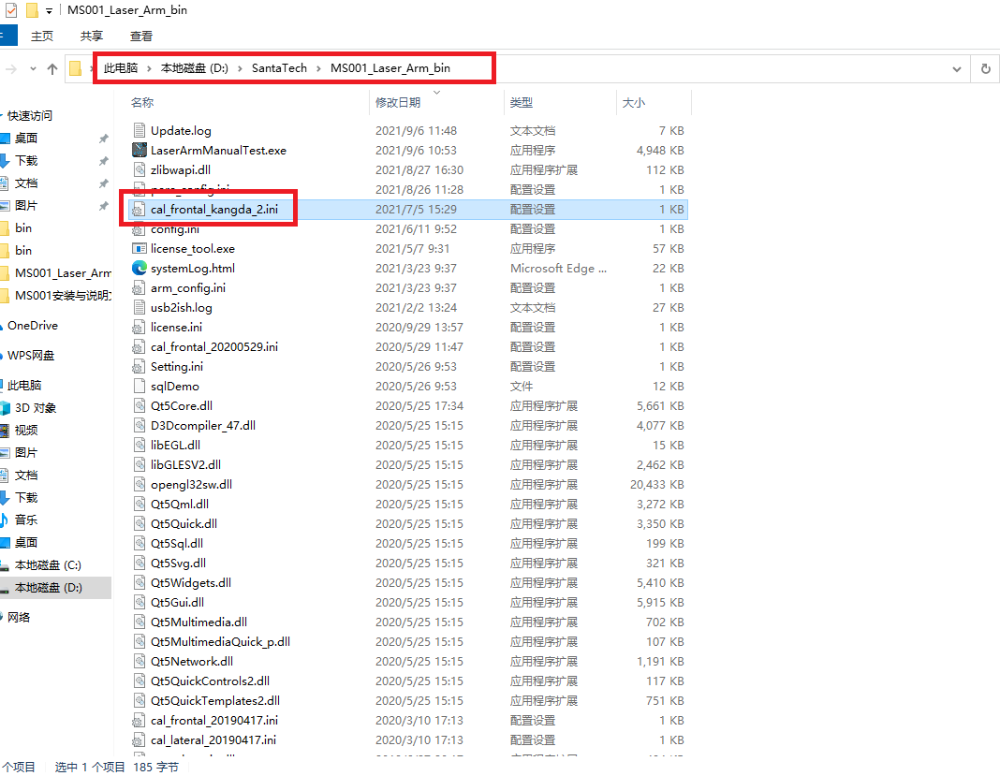 MS001_Laser_Arm_bin
主页 共享 查看
此电脑 › 本地磁盘 (D:) › SantaTech › MS001_Laser_Arm_bin
名称 修改日期 类型 大小
快速访问
桌面
下载
文档
图片
bin
bin
MS001_Laser_Arm
MS001安装与说明
OneDrive
WPS网盘
此电脑
3D 对象
视频
图片
文档
下载
音乐
桌面
本地磁盘 (C:)
本地磁盘 (D:)
网络
Update.log 2021/9/6 11:48 文本文档 7 KB
LaserArmManualTest.exe 2021/9/6 10:53 应用程序 4,948 KB
zlibwapi.dll 2021/8/27 16:30 应用程序扩展 112 KB
2021/8/26 11:28 配置设置 1 KB
cal_frontal_kangda_2.ini 2021/7/5 15:29 配置设置 1 KB
config.ini 2021/6/11 9:52 配置设置 1 KB
license_tool.exe 2021/5/7 9:31 应用程序 57 KB
systemLog.html 2021/3/23 9:37 Microsoft Edge ... 22 KB
arm_config.ini 2021/3/23 9:37 配置设置 1 KB
usb2ish.log 2021/2/2 13:24 文本文档 27 KB
license.ini 2020/9/29 13:57 配置设置 1 KB
cal_frontal_20200529.ini 2020/5/29 11:47 配置设置 1 KB
Setting.ini 2020/5/26 9:53 配置设置 1 KB
sqlDemo 2020/5/26 9:53 文件 12 KB
Qt5Core.dll 2020/5/25 17:34 应用程序扩展 5,661 KB
D3Dcompiler_47.dll 2020/5/25 15:15 应用程序扩展 4,077 KB
libEGL.dll 2020/5/25 15:15 应用程序扩展 15 KB
libGLESV2.dll 2020/5/25 15:15 应用程序扩展 2,462 KB
opengl32sw.dll 2020/5/25 15:15 应用程序扩展 20,433 KB
Qt5Qml.dll 2020/5/25 15:15 应用程序扩展 3,272 KB
Qt5Quick.dll 2020/5/25 15:15 应用程序扩展 3,350 KB
Qt5Sql.dll 2020/5/25 15:15 应用程序扩展 199 KB
Qt5Svg.dll 2020/5/25 15:15 应用程序扩展 321 KB
Qt5Widgets.dll 2020/5/25 15:15 应用程序扩展 5,410 KB
Qt5Gui.dll 2020/5/25 15:15 应用程序扩展 5,915 KB
Qt5Multimedia.dll 2020/5/25 15:15 应用程序扩展 702 KB
Qt5MultimediaQuick_p.dll 2020/5/25 15:15 应用程序扩展 107 KB
Qt5Network.dll 2020/5/25 15:15 应用程序扩展 1,191 KB
Qt5QuickControls2.dll 2020/5/25 15:15 应用程序扩展 117 KB
Qt5QuickTemplates2.dll 2020/5/25 15:15 应用程序扩展 751 KB
cal_frontal_20190417.ini 2020/3/10 17:13 配置设置 1 KB
cal_lateral_20190417.ini 2020/3/10 17:13 配置设置 1 KB
个项目 选中 1 个项目 185 字节